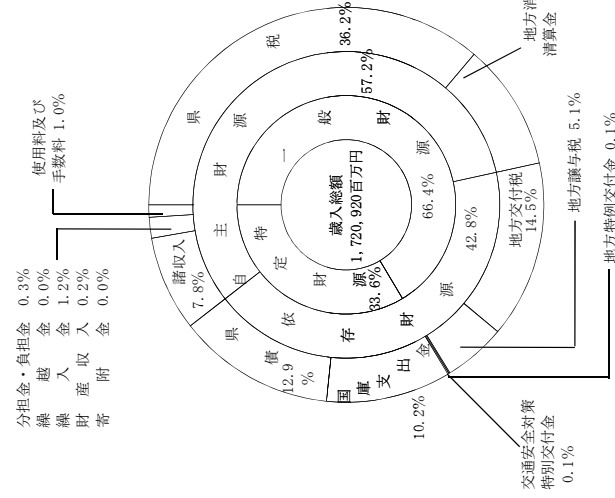 分担金・負担金 0.3%
繰越金 0.0%
繰入金 1.2%
財産収入 0.2%
寄附金 0.0%
使用料及び
手数料 1.0%
諸収入
7.8%
県税
36.2%
地方消
清算金
自主財源
57.2%
一般財源
66.4%
歳入総額
1,720,920百万円
特定財源
33.6%
依存財源
42.8%
地方交付税
14.5%
地方譲与税 5.1%
地方特例交付金 0.1%
県債
12.9
%
国庫支出金
10.2%
交通安全対策
特別交付金
0.1%